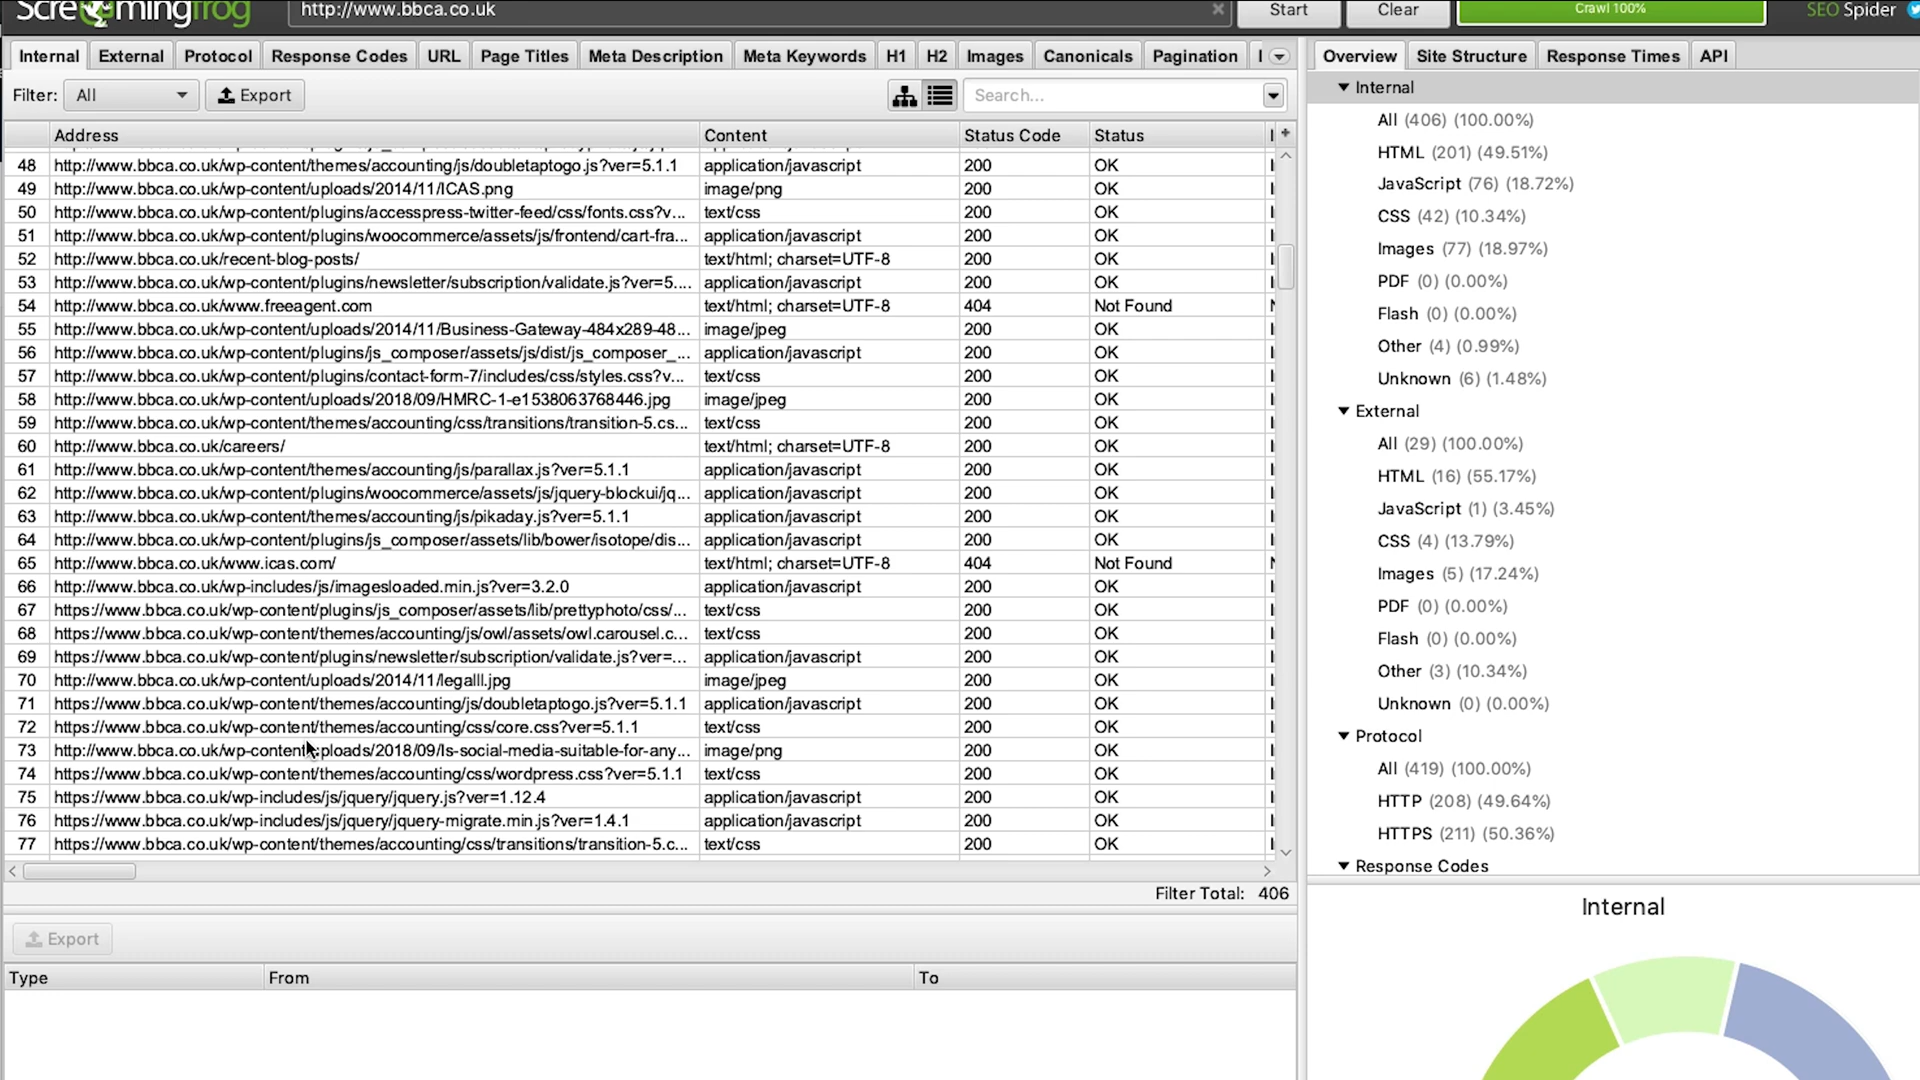 Screamingfrog http://www.bbca.co.uk Start Clear Crawl 100% SEO Spider
Internal External Protocol Response Codes URL Page Titles Meta Description Meta Keywords H1 H2 Images Canonicals Pagination
Filter: All Export Search...
Address Content Status Code Status
48 http://www.bbca.co.uk/wp-content/themes/accounting/js/doubletaptogo.js?ver=5.1.1 application/javascript 200 OK
49 http://www.bbca.co.uk/wp-content/uploads/2014/11/ICAS.png image/png 200 OK
50 http://www.bbca.co.uk/wp-content/plugins/accesspress-twitter-feed/css/fonts.css?v... text/css 200 OK
51 http://www.bbca.co.uk/wp-content/plugins/woocommerce/assets/js/frontend/cart-fra... application/javascript 200 OK
52 http://www.bbca.co.uk/recent-blog-posts/ text/html; charset=UTF-8 200 OK
53 http://www.bbca.co.uk/wp-content/plugins/newsletter/subscription/validate.js?ver=5.... application/javascript 200 OK
54 http://www.bbca.co.uk/www.freeagent.com text/html; charset=UTF-8 404 Not Found
55 http://www.bbca.co.uk/wp-content/uploads/2014/11/Business-Gateway-484x289-48... image/jpeg 200 OK
56 http://www.bbca.co.uk/wp-content/plugins/js_composer/assets/js/dist/js_composer_... application/javascript 200 OK
57 http://www.bbca.co.uk/wp-content/plugins/contact-form-7/includes/css/styles.css?v... text/css 200 OK
58 http://www.bbca.co.uk/wp-content/uploads/2018/09/HMRC-1-e1538063768446.jpg image/jpeg 200 OK
59 http://www.bbca.co.uk/wp-content/themes/accounting/css/transitions/transition-5.cs... text/css 200 OK
60 http://www.bbca.co.uk/careers/ text/html; charset=UTF-8 200 OK
61 http://www.bbca.co.uk/wp-content/themes/accounting/js/parallax.js?ver=5.1.1 application/javascript 200 OK
62 http://www.bbca.co.uk/wp-content/plugins/woocommerce/assets/js/jquery-blockui/jq... application/javascript 200 OK
63 http://www.bbca.co.uk/wp-content/themes/accounting/js/pikaday.js?ver=5.1.1 application/javascript 200 OK
64 http://www.bbca.co.uk/wp-content/plugins/js_composer/assets/lib/bower/isotope/dis... application/javascript 200 OK
65 http://www.bbca.co.uk/www.icas.com/ text/html; charset=UTF-8 404 Not Found
66 http://www.bbca.co.uk/wp-includes/js/imagesloaded.min.js?ver=3.2.0 application/javascript 200 OK
67 https://www.bbca.co.uk/wp-content/plugins/js_composer/assets/lib/prettyphoto/css/... text/css 200 OK
68 https://www.bbca.co.uk/wp-content/themes/accounting/js/owl/assets/owl.carousel.c... text/css 200 OK
69 https://www.bbca.co.uk/wp-content/plugins/newsletter/subscription/validate.js?ver=... application/javascript 200 OK
70 http://www.bbca.co.uk/wp-content/uploads/2014/11/legalll.jpg image/jpeg 200 OK
71 https://www.bbca.co.uk/wp-content/themes/accounting/js/doubletaptogo.js?ver=5.1.1 application/javascript 200 OK
72 https://www.bbca.co.uk/wp-content/themes/accounting/css/core.css?ver=5.1.1 text/css 200 OK
73 http://www.bbca.co.uk/wp-content/uploads/2018/09/Is-social-media-suitable-for-any... image/png 200 OK
74 https://www.bbca.co.uk/wp-content/themes/accounting/css/wordpress.css?ver=5.1.1 text/css 200 OK
75 https://www.bbca.co.uk/wp-includes/js/jquery/jquery.js?ver=1.12.4 application/javascript 200 OK
76 https://www.bbca.co.uk/wp-includes/js/jquery/jquery-migrate.min.js?ver=1.4.1 application/javascript 200 OK
77 https://www.bbca.co.uk/wp-content/themes/accounting/css/transitions/transition-5.c... text/css 200 OK
Filter Total: 406
Export
Type From To
Overview Site Structure Response Times API
Internal
All (406) (100.00%)
HTML (201) (49.51%)
JavaScript (76) (18.72%)
CSS (42) (10.34%)
Images (77) (18.97%)
PDF (0) (0.00%)
Flash (0) (0.00%)
Other (4) (0.99%)
Unknown (6) (1.48%)
External
All (29) (100.00%)
HTML (16) (55.17%)
JavaScript (1) (3.45%)
CSS (4) (13.79%)
Images (5) (17.24%)
PDF (0) (0.00%)
Flash (0) (0.00%)
Other (3) (10.34%)
Unknown (0) (0.00%)
Protocol
All (419) (100.00%)
HTTP (208) (49.64%)
HTTPS (211) (50.36%)
Response Codes
Internal